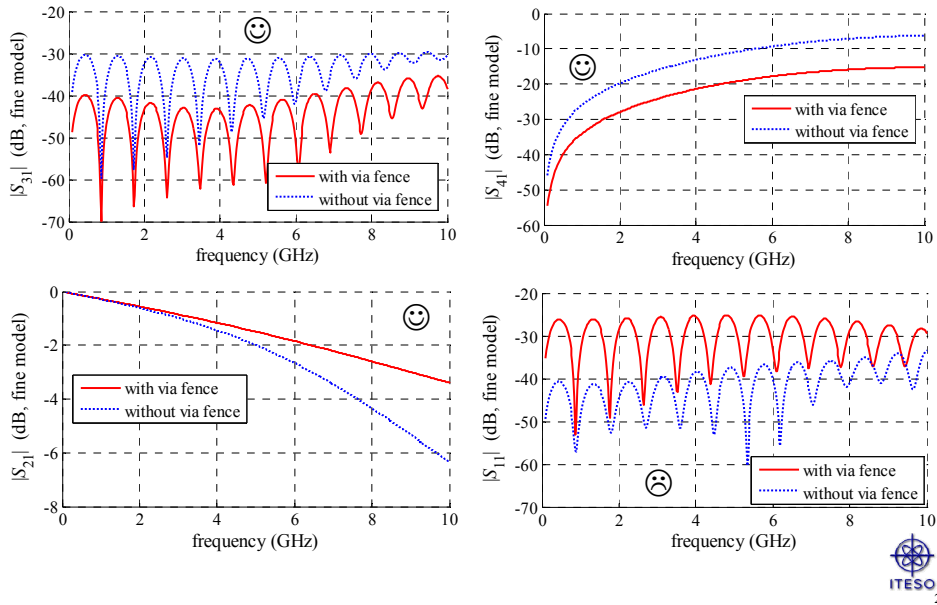 |S31| (dB, fine model)
-30
-40
-50
-60
-70
-20
0
2
4
6
8
10
frequency (GHz)
with via fence
without via fence
|S41| (dB, fine model)
0
-10
-20
-30
-40
-50
-60
0
2
4
6
8
10
frequency (GHz)
with via fence
without via fence
|S21| (dB, fine model)
0
-2
-4
-6
-8
0
2
4
6
8
10
frequency (GHz)
with via fence
without via fence
|S11| (dB, fine model)
-20
-30
-40
-50
-60
-70
0
2
4
6
8
10
frequency (GHz)
with via fence
without via fence
ITESO